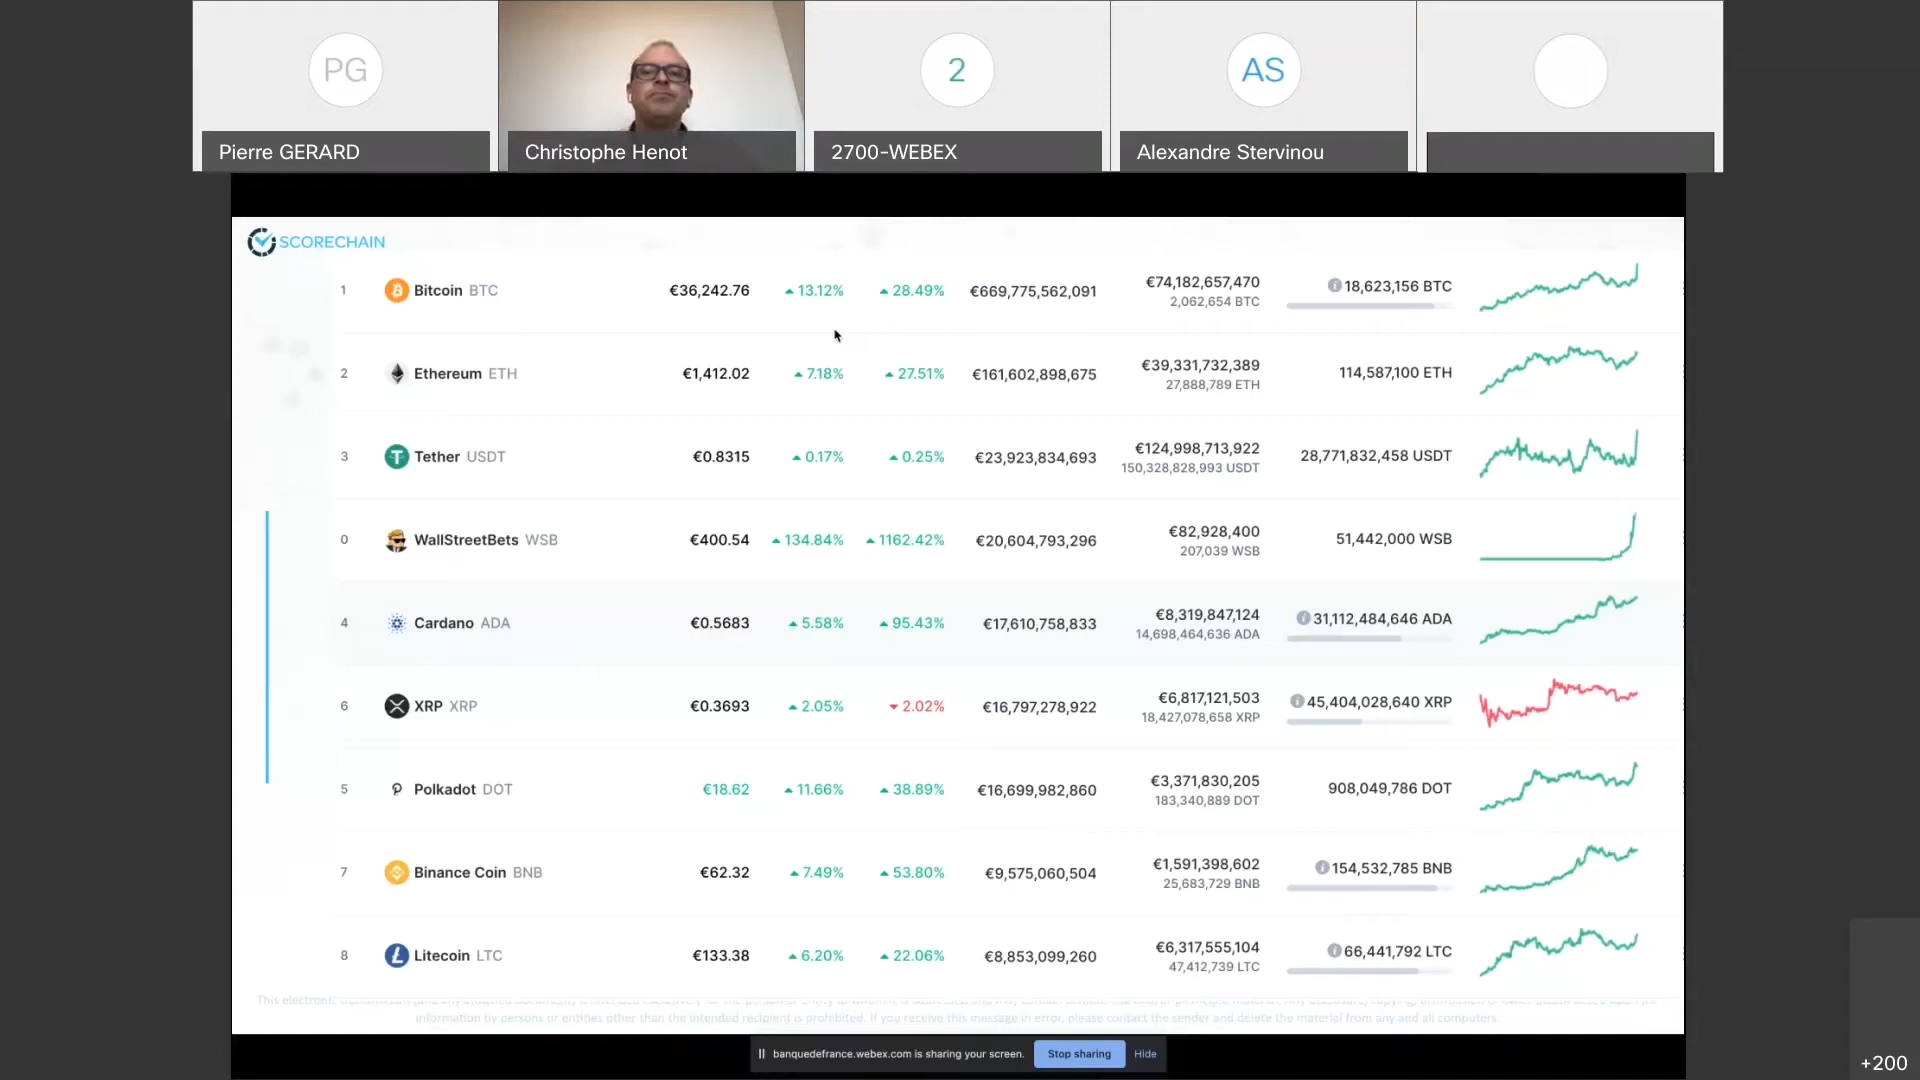 PG
2
AS
Pierre GERARD
Christophe Henot
2700-WEBEX
Alexandre Stervinou
SCORECHAIN
1 Bitcoin BTC €36,242.76 13.12% 28.49% €669,775,562,091 €74,182,657,470 18,623,156 BTC
2,062,654 BTC
2 Ethereum ETH €1,412.02 7.18% 27.51% €161,602,898,675 €39,331,732,389 114,587,100 ETH
27,888,789 ETH
3 Tether USDT €0.8315 0.17% 0.25% €23,923,834,693 €124,998,713,922 28,771,832,458 USDT
150,328,828,993 USDT
0 WallStreetBets WSB €400.54 134.84% 1162.42% €20,604,793,296 €82,928,400 51,442,000 WSB
207,039 WSB
4 Cardano ADA €0.5683 5.58% 95.43% €17,610,758,833 €8,319,847,124 31,112,484,646 ADA
14,698,464,636 ADA
6 XRP XRP €0.3693 2.05% 2.02% €16,797,278,922 €6,817,121,503 45,404,028,640 XRP
18,427,078,658 XRP
5 Polkadot DOT €18.62 11.66% 38.89% €16,699,982,860 €3,371,830,205 908,049,786 DOT
183,340,889 DOT
7 Binance Coin BNB €62.32 7.49% 53.80% €9,575,060,504 €1,591,398,602 154,532,785 BNB
25,683,729 BNB
8 Litecoin LTC €133.38 6.20% 22.06% €8,853,099,260 €6,317,555,104 66,441,792 LTC
47,412,739 LTC
This electronic
information by persons or entities other than the intended recipient is prohibited. If you receive this message in error, please contact the sender and delete the material from any and all computers.
banquedefrance.webex.com is sharing your screen. Stop sharing Hide
+200